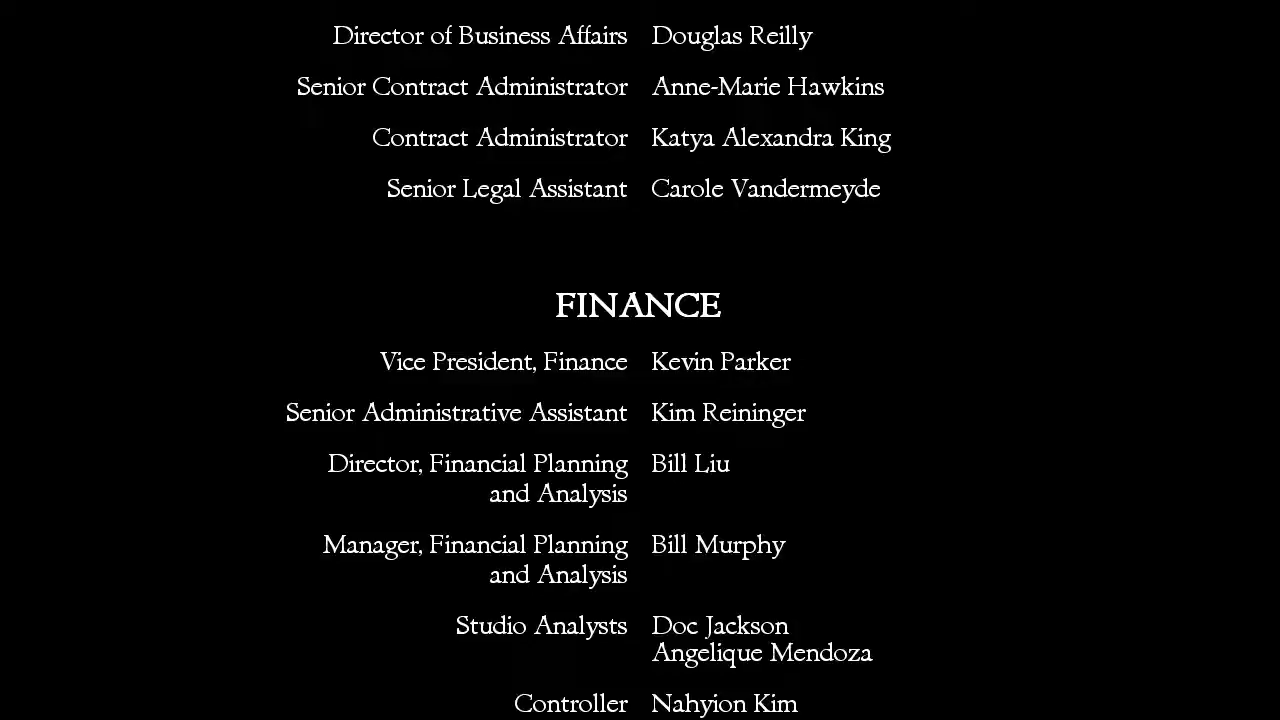 Director of Business Affairs Douglas Reilly
Senior Contract Administrator Anne-Marie Hawkins
Contract Administrator Katya Alexandra King
Senior Legal Assistant Carole Vandermeyde
FINANCE
Vice President, Finance Kevin Parker
Senior Administrative Assistant Kim Reininger
Director, Financial Planning Bill Liu
and Analysis
Manager, Financial Planning Bill Murphy
and Analysis
Studio Analysts Doc Jackson
Angelique Mendoza
Controller Nahyion Kim